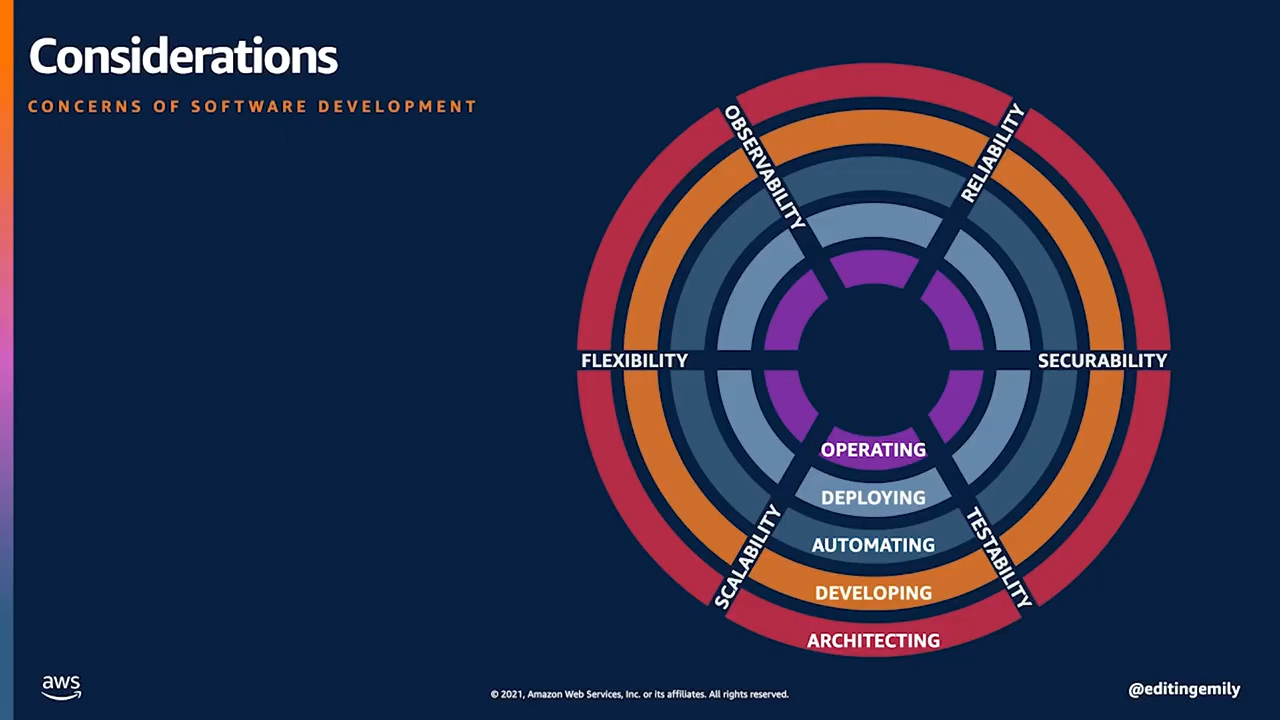 Considerations
CONCERNS OF SOFTWARE DEVELOPMENT
OBSERVABILITY
RELIABILITY
FLEXIBILITY
SECURABILITY
OPERATING
DEPLOYING
SCALABILITY
TESTABILITY
AUTOMATING
DEVELOPING
ARCHITECTING
aws
© 2021, Amazon Web Services, Inc. or its affiliates. All rights reserved.
@editingemily